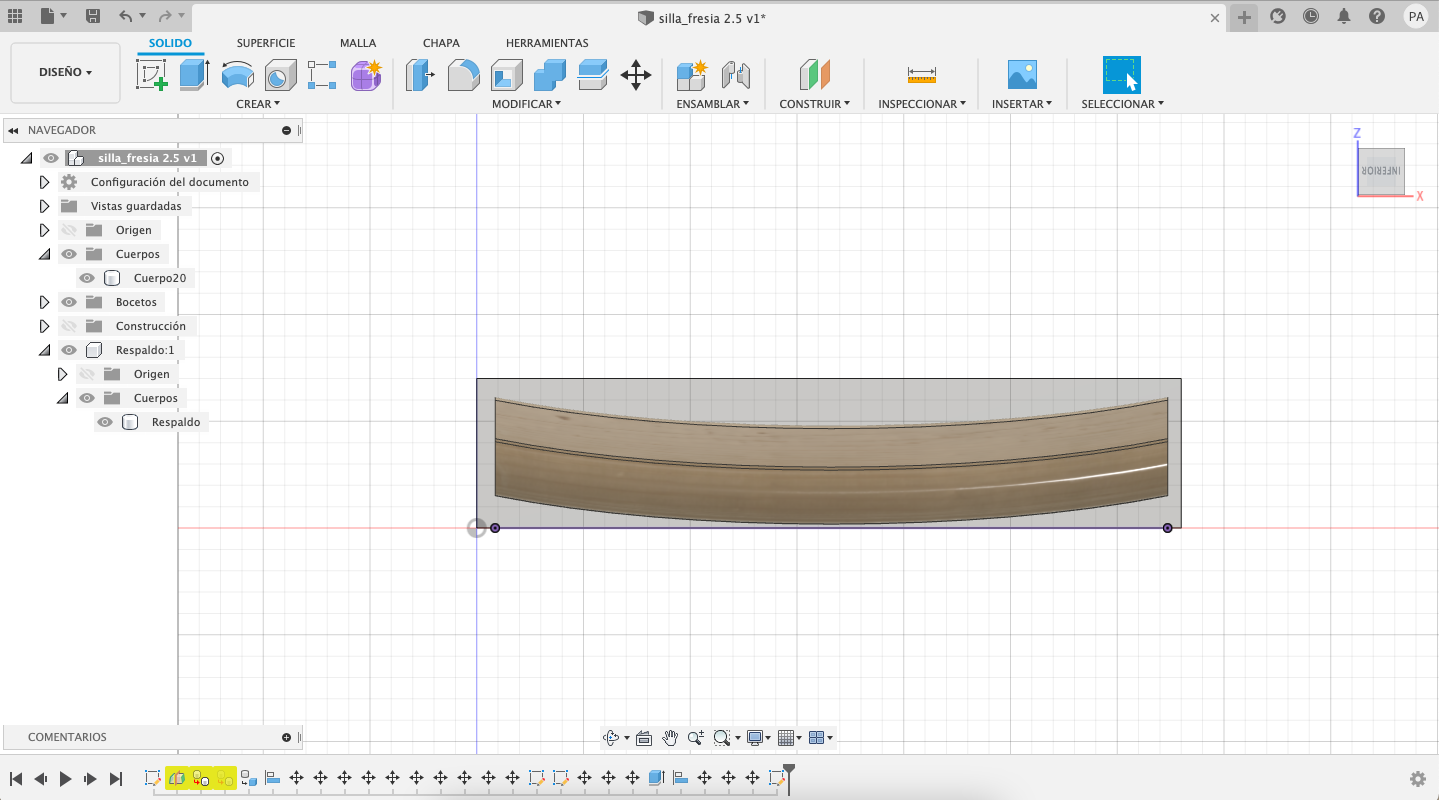 silla_fresia 2.5 v1*
PA
DISEÑO
SOLIDO
SUPERFICIE
MALLA
CHAPA
HERRAMIENTAS
CREAR
MODIFICAR
ENSAMBLAR
CONSTRUIR
INSPECCIONAR
INSERTAR
SELECCIONAR
NAVEGADOR
silla_fresia 2.5 v1
Configuración del documento
Vistas guardadas
Origen
Cuerpos
Cuerpo20
Bocetos
Construcción
Respaldo:1
Origen
Cuerpos
Respaldo
Z
INFERIOR
X
COMENTARIOS